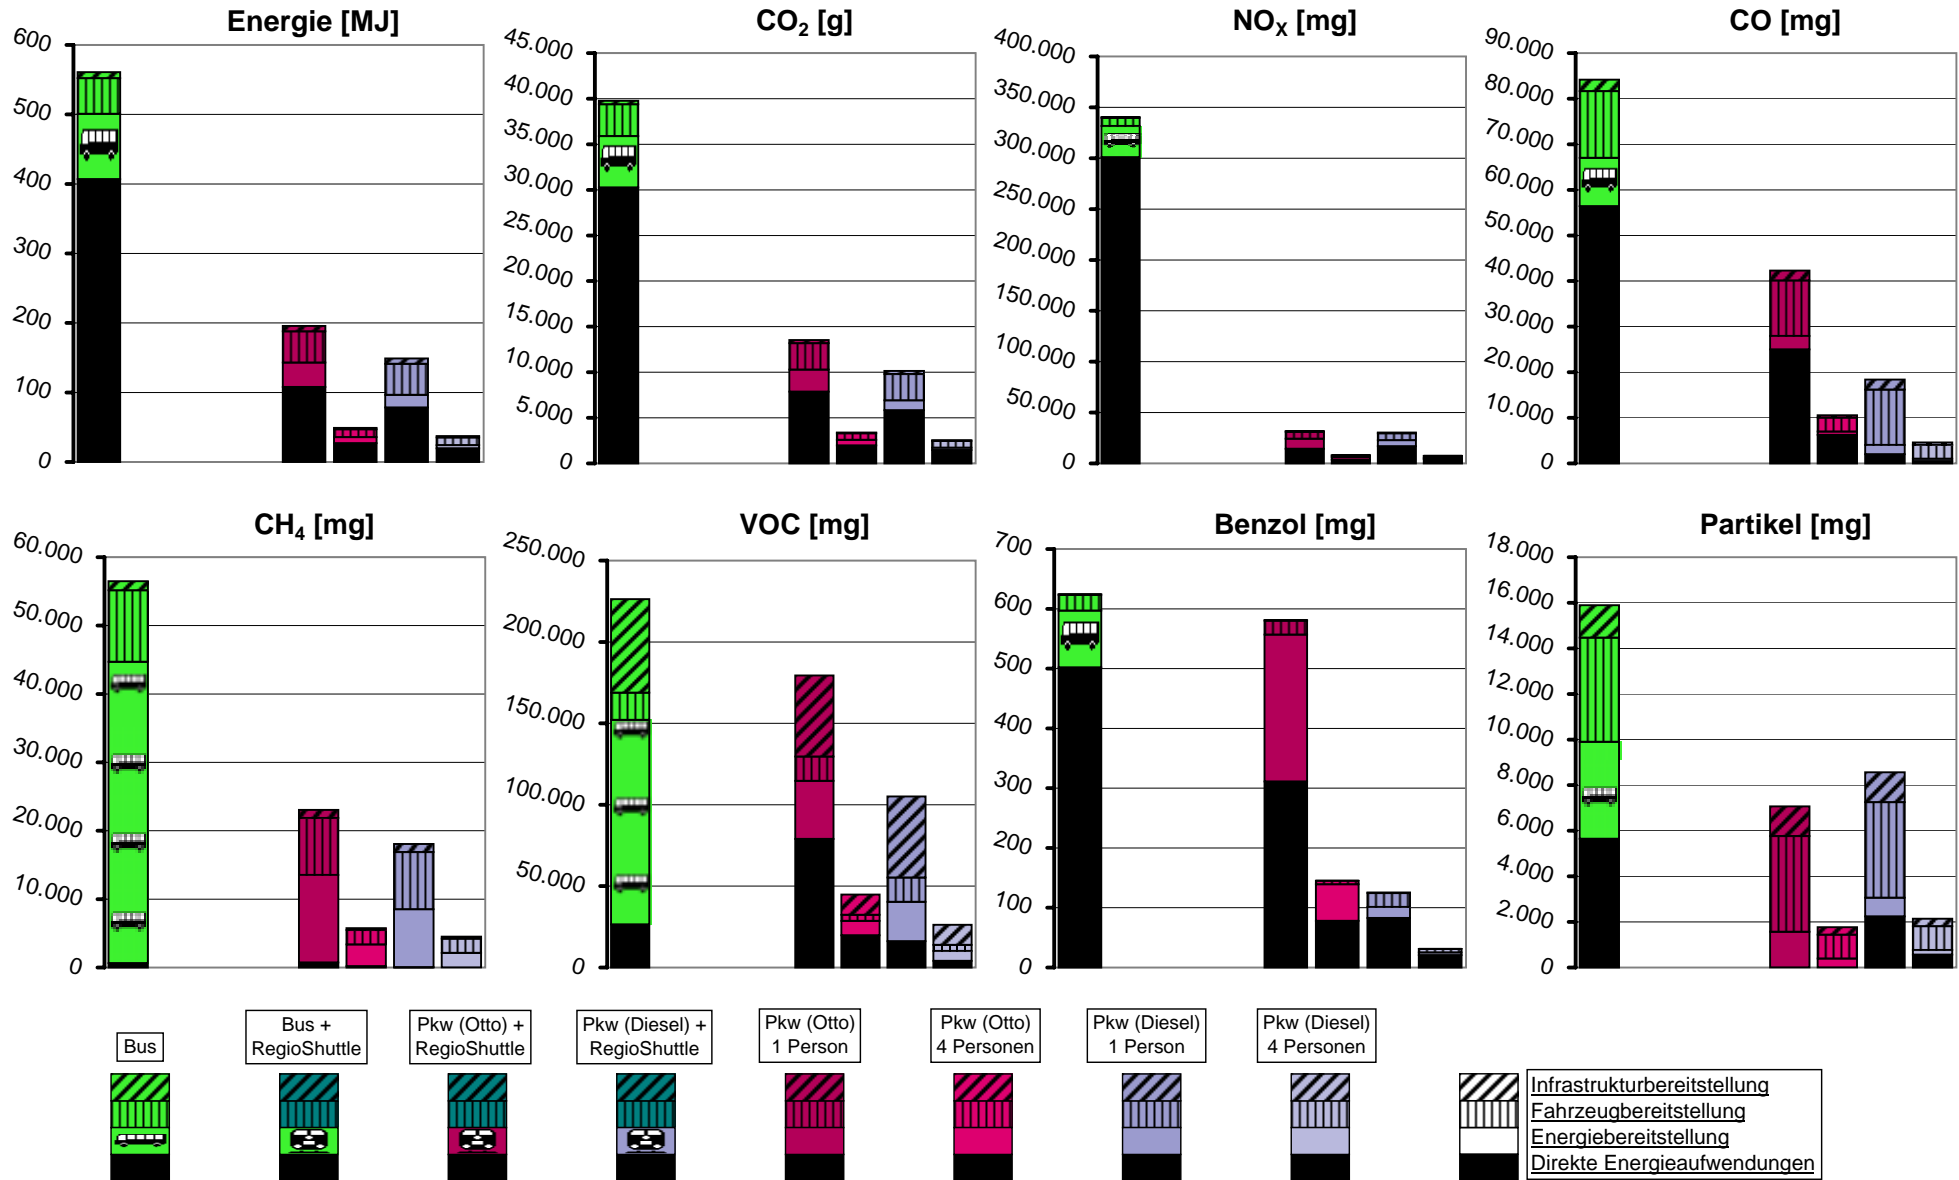 Energie [MJ]
600
500
400
300
200
100
0
CO₂ [g]
45.000
40.000
35.000
30.000
25.000
20.000
15.000
10.000
5.000
0
NOX [mg]
400.000
350.000
300.000
250.000
200.000
150.000
100.000
50.000
0
CO [mg]
90.000
80.000
70.000
60.000
50.000
40.000
30.000
20.000
10.000
0
CH₄ [mg]
60.000
50.000
40.000
30.000
20.000
10.000
0
VOC [mg]
250.000
200.000
150.000
100.000
50.000
0
Benzol [mg]
700
600
500
400
300
200
100
0
Partikel [mg]
18.000
16.000
14.000
12.000
10.000
8.000
6.000
4.000
2.000
0
Bus
Bus +
RegioShuttle
Pkw (Otto) +
RegioShuttle
Pkw (Diesel) +
RegioShuttle
Pkw (Otto)
1 Person
Pkw (Otto)
4 Personen
Pkw (Diesel)
1 Person
Pkw (Diesel)
4 Personen
Infrastrukturbereitstellung
Fahrzeugbereitstellung
Energiebereitstellung
Direkte Energieaufwendungen